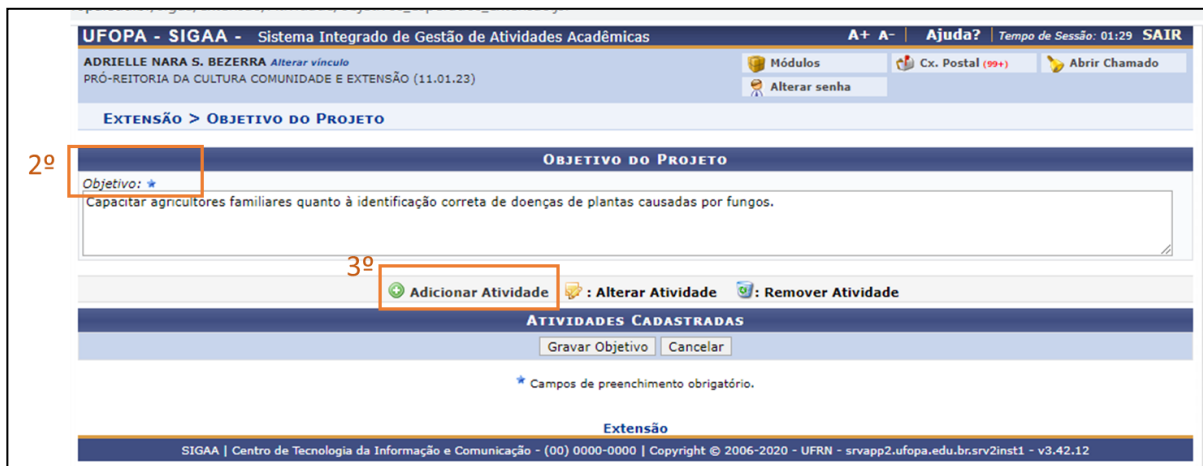 UFOPA - SIGAA - Sistema Integrado de Gestão de Atividades Acadêmicas A+ A- | Ajuda? | Tempo de Sessão: 01:29 SAIR
ADRIELLE NARA S. BEZERRA Alterar vínculo Módulos Cx. Postal (99+) Abrir Chamado
PRÓ-REITORIA DA CULTURA COMUNIDADE E EXTENSÃO (11.01.23)
Alterar senha
EXTENSÃO > OBJETIVO DO PROJETO
2º
OBJETIVO DO PROJETO
Objetivo:
Capacitar agricultores familiares quanto à identificação correta de doenças de plantas causadas por fungos.
3º
Adicionar Atividade : Alterar Atividade : Remover Atividade
ATIVIDADES CADASTRADAS
Gravar Objetivo Cancelar
Campos de preenchimento obrigatório.
Extensão
SIGAA | Centro de Tecnologia da Informação e Comunicação - (00) 0000-0000 | Copyright © 2006-2020 - UFRN - srvapp2.ufopa.edu.br.srv2inst1 - v3.42.12